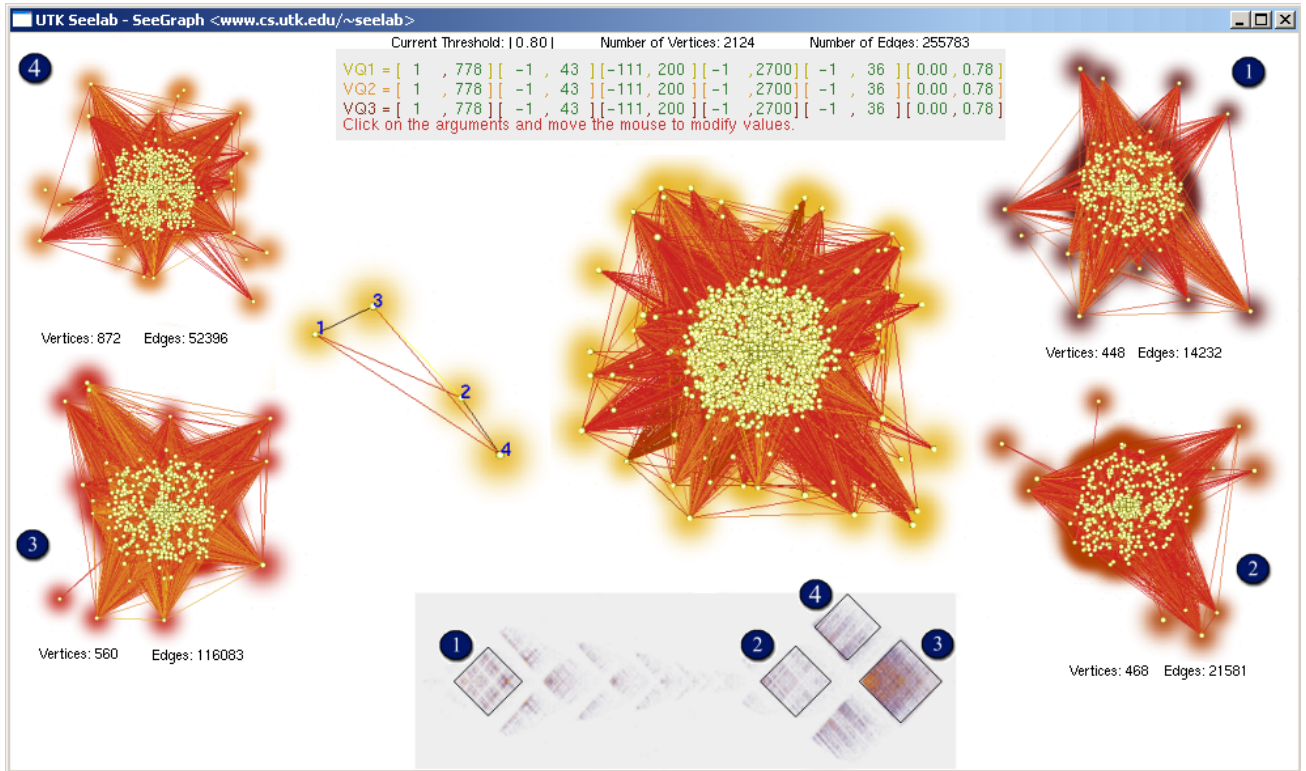 UTK Seelab - SeeGraph <www.cs.utk.edu/~seelab>
Current Threshold: | 0.80 | Number of Vertices: 2124 Number of Edges: 255783
VQ1 = [ 1 , 778 ][ -1 , 43 ][-111, 200 ][-1 ,2700][ -1 , 36 ][ 0.00 , 0.78 ]
VQ2 = [ 1 , 778 ][ -1 , 43 ][-111, 200 ][-1 ,2700][ -1 , 36 ][ 0.00 , 0.78 ]
VQ3 = [ 1 , 778 ][ -1 , 43 ][-111, 200 ][-1 ,2700][ -1 , 36 ][ 0.00 , 0.78 ]
Click on the arguments and move the mouse to modify values.
4
1
3
1
2
4
Vertices: 872 Edges: 52396
Vertices: 448 Edges: 14232
3
2
Vertices: 560 Edges: 116083
Vertices: 468 Edges: 21581
4
1
2
3